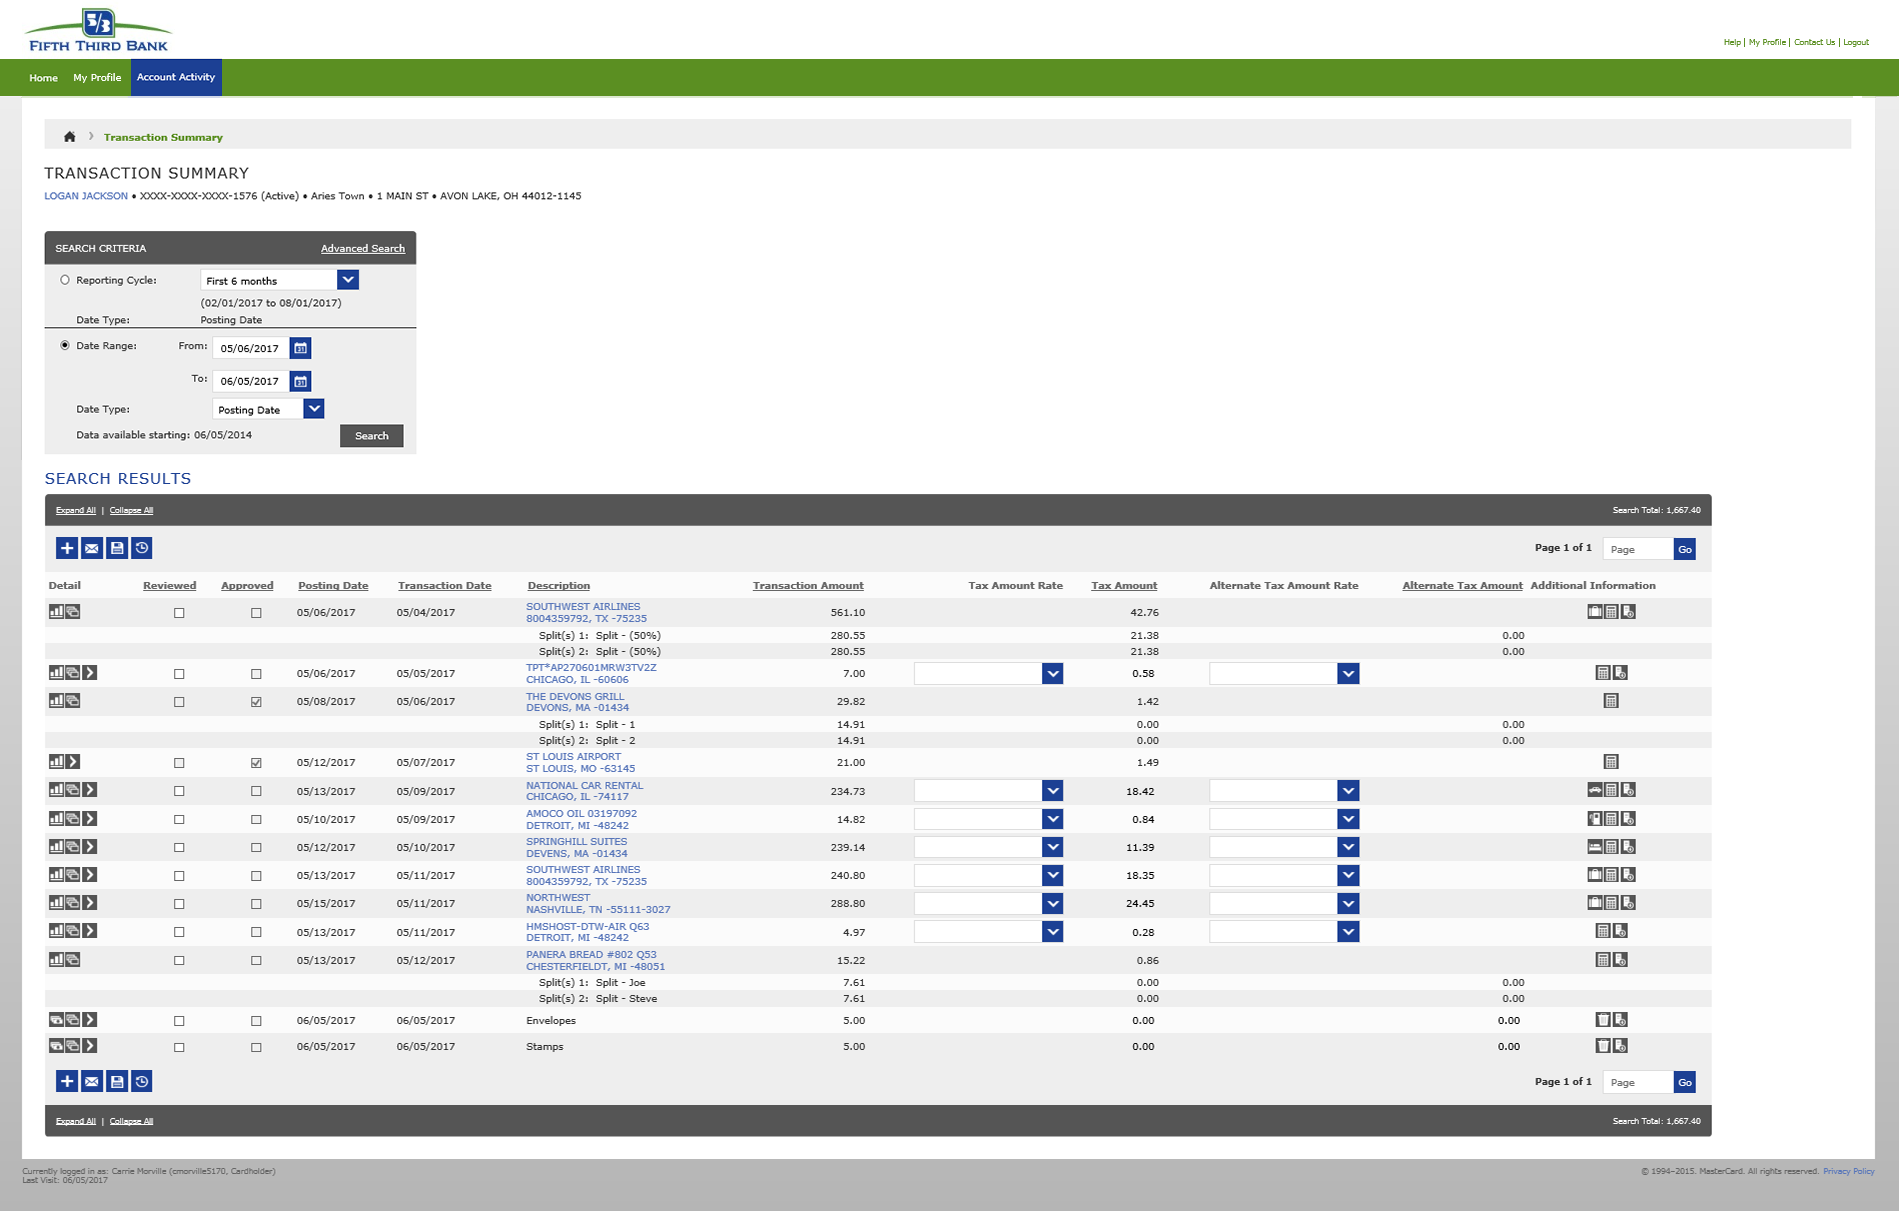 5/3
FIFTH THIRD BANK
Help | My Profile | Contact Us | Logout
Home My Profile Account Activity
Transaction Summary
TRANSACTION SUMMARY
LOGAN JACKSON • XXXX-XXXX-XXXX-1576 (Active) • Aries Town • 1 MAIN ST • AVON LAKE, OH 44012-1145
SEARCH CRITERIA Advanced Search
Reporting Cycle: First 6 months
(02/01/2017 to 08/01/2017)
Date Type: Posting Date
Date Range: From: 05/06/2017
To: 06/05/2017
Date Type: Posting Date
Data available starting: 06/05/2014 Search
SEARCH RESULTS
Expand All | Collapse All Search Total: 1,667.40
Page 1 of 1 Page Go
Detail Reviewed Approved Posting Date Transaction Date Description Transaction Amount Tax Amount Rate Tax Amount Alternate Tax Amount Rate Alternate Tax Amount Additional Information
05/06/2017 05/04/2017 SOUTHWEST AIRLINES 561.10 42.76
8004359792, TX -75235
Split(s) 1: Split - (50%) 280.55 21.38 0.00
Split(s) 2: Split - (50%) 280.55 21.38 0.00
05/06/2017 05/05/2017 TPT*AP270601MRW3TV2Z 7.00 0.58
CHICAGO, IL -60606
05/08/2017 05/06/2017 THE DEVONS GRILL 29.82 1.42
DEVONS, MA -01434
Split(s) 1: Split - 1 14.91 0.00 0.00
Split(s) 2: Split - 2 14.91 0.00 0.00
05/12/2017 05/07/2017 ST LOUIS AIRPORT 21.00 1.49
ST LOUIS, MO -63145
05/13/2017 05/09/2017 NATIONAL CAR RENTAL 234.73 18.42
CHICAGO, IL -74117
05/10/2017 05/09/2017 AMOCO OIL 03197092 14.82 0.84
DETROIT, MI -48242
05/12/2017 05/10/2017 SPRINGHILL SUITES 239.14 11.39
DEVENS, MA -01434
05/13/2017 05/11/2017 SOUTHWEST AIRLINES 240.80 18.35
8004359792, TX -75235
05/15/2017 05/11/2017 NORTHWEST 288.80 24.45
NASHVILLE, TN -55111-3027
05/13/2017 05/11/2017 HMSHOST-DTW-AIR Q63 4.97 0.28
DETROIT, MI -48242
05/13/2017 05/12/2017 PANERA BREAD #802 Q53 15.22 0.86
CHESTERFIELDT, MI -48051
Split(s) 1: Split - Joe 7.61 0.00 0.00
Split(s) 2: Split - Steve 7.61 0.00 0.00
06/05/2017 06/05/2017 Envelopes 5.00 0.00 0.00
06/05/2017 06/05/2017 Stamps 5.00 0.00 0.00
Page 1 of 1 Page Go
Expand All | Collapse All Search Total: 1,667.40
Currently logged in as: Carrie Morville (cmorville5170, Cardholder) © 1994-2015. MasterCard. All rights reserved. Privacy Policy
Last Visit: 06/05/2017